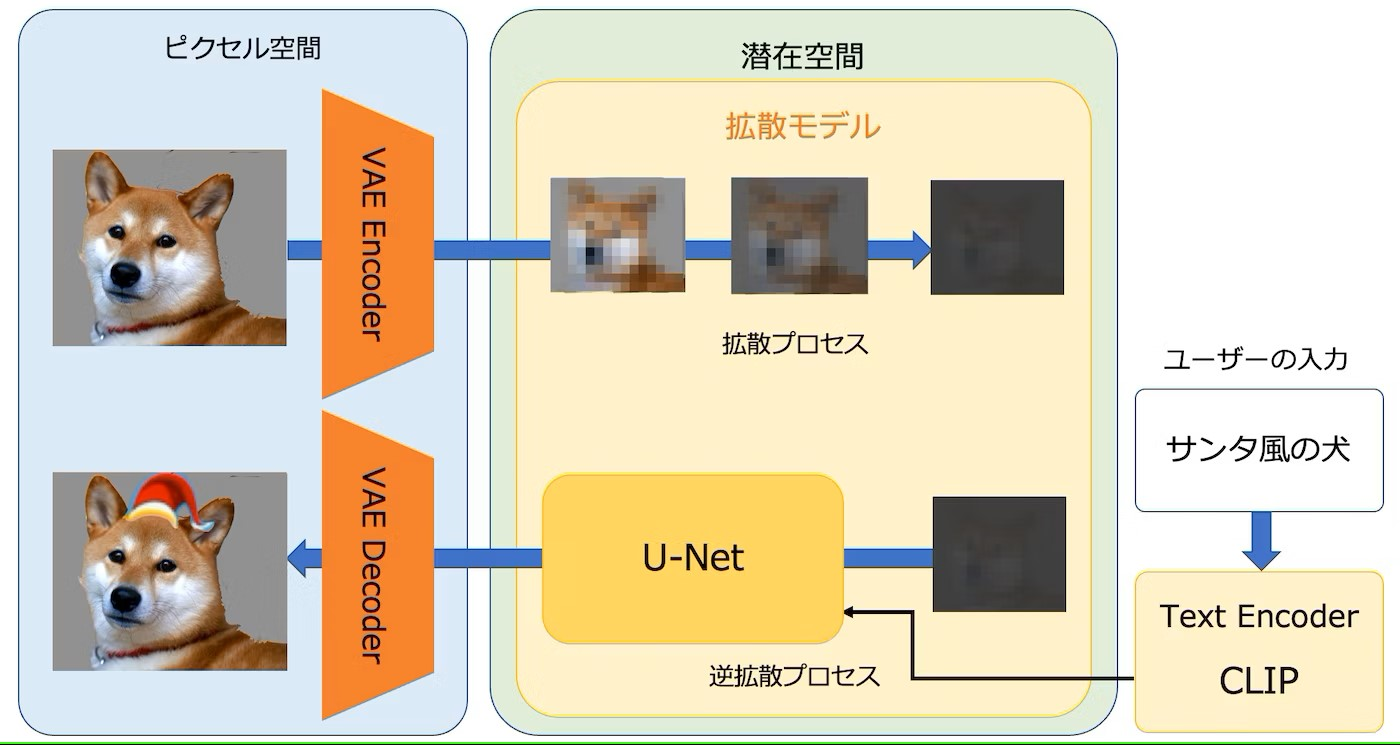 ピクセル空間
潜在空間
拡散モデル
VAE Encoder
拡散プロセス
ユーザーの入力
サンタ風の犬
VAE Decoder
U-Net
逆拡散プロセス
Text Encoder
CLIP